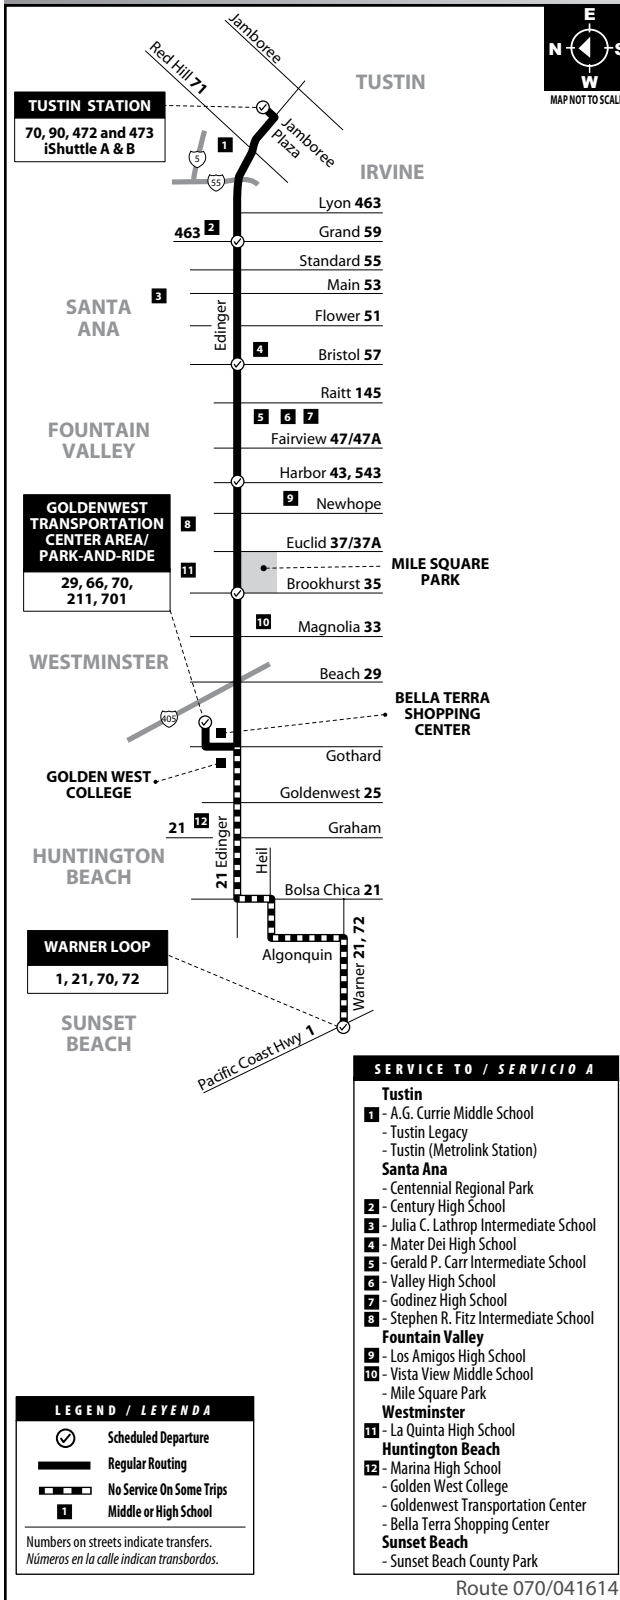 E
N
S
W
MAP NOT TO SCALE
Jamboree
Red Hill 71
TUSTIN
TUSTIN STATION
70, 90, 472 and 473
iShuttle A & B
Jamboree
Plaza
1
5
55
IRVINE
Lyon 463
463
2
Grand 59
Standard 55
Main 53
SANTA
ANA
3
Edinger
Flower 51
4
Bristol 57
Raitt 145
5
6
7
FOUNTAIN
VALLEY
Fairview 47/47A
Harbor 43, 543
9
Newhope
GOLDENWEST
TRANSPORTATION
CENTER AREA/
PARK-AND-RIDE
29, 66, 70,
211, 701
8
Euclid 37/37A
11
MILE SQUARE
PARK
Brookhurst 35
10
Magnolia 33
WESTMINSTER
Beach 29
405
BELLA TERRA
SHOPPING
CENTER
Gothard
GOLDEN WEST
COLLEGE
Goldenwest 25
21
12
Graham
21 Edinger
Heil
HUNTINGTON
BEACH
Bolsa Chica 21
WARNER LOOP
1, 21, 70, 72
Algonquin
Warner 21, 72
SUNSET
BEACH
Pacific Coast Hwy 1
SERVICE TO / SERVICIO A
Tustin
1 - A.G. Currie Middle School
- Tustin Legacy
- Tustin (Metrolink Station)
Santa Ana
- Centennial Regional Park
2 - Century High School
3 - Julia C. Lathrop Intermediate School
4 - Mater Dei High School
5 - Gerald P. Carr Intermediate School
6 - Valley High School
7 - Godinez High School
8 - Stephen R. Fitz Intermediate School
Fountain Valley
9 - Los Amigos High School
10 - Vista View Middle School
- Mile Square Park
Westminster
11 - La Quinta High School
Huntington Beach
12 - Marina High School
- Golden West College
- Goldenwest Transportation Center
- Bella Terra Shopping Center
Sunset Beach
- Sunset Beach County Park
LEGEND / LEYENDA
Scheduled Departure
Regular Routing
No Service On Some Trips
1 Middle or High School
Numbers on streets indicate transfers.
Números en la calle indican transbordos.
Route 070/041614